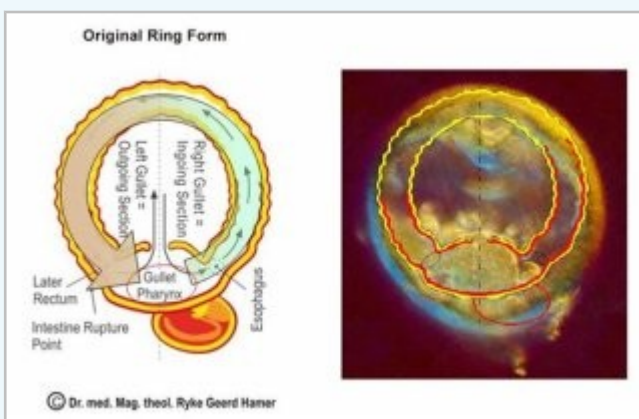 Original Ring Form
Left Gullet =
Outgoing Section
Right Gullet =
Ingoing Section
Gullet
Pharynx
Esophagus
Later
Rectum
Intestine Rupture
Point
© Dr. med. Mag. theol. Ryke Geerd Hamer